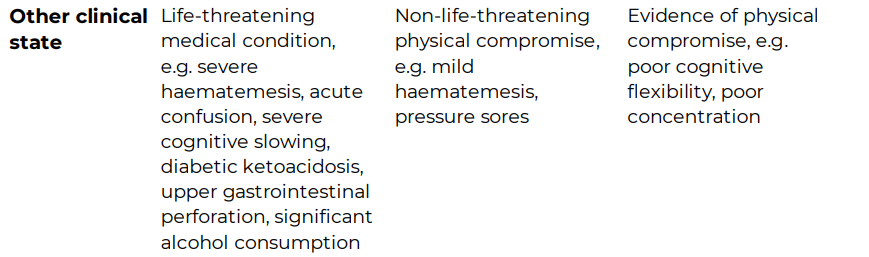 Other clinical
state
Life-threatening
medical condition,
e.g. severe
haematemesis, acute
confusion, severe
cognitive slowing,
diabetic ketoacidosis,
upper gastrointestinal
perforation, significant
alcohol consumption
Non-life-threatening
physical compromise,
e.g. mild
haematemesis,
pressure sores
Evidence of physical
compromise, e.g.
poor cognitive
flexibility, poor
concentration